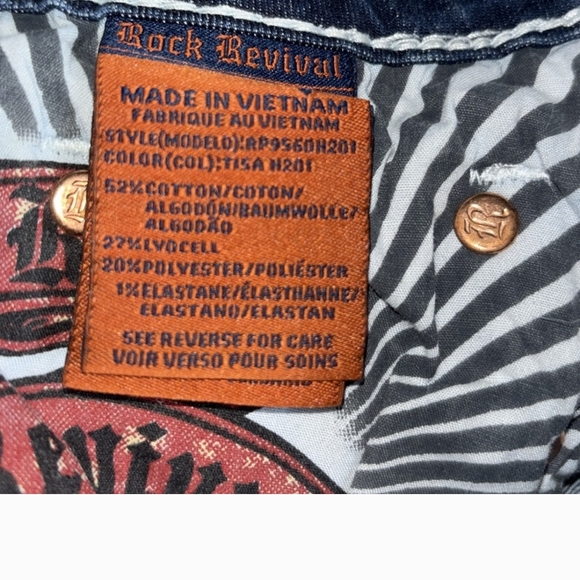 Rock Revival
MADE IN VIETNAM
FABRIQUE AU VIETNAM
STYLE(MODELO):RP9560H201
COLOR(COL):TISA H201
52%COTTON/COTON/
ALGODÓN/BAUMWOLLE/
ALGODÃO
27%LYOCELL
20%POLYESTER/POLIÉSTER
1%ELASTANE/ÉLASTHANNE/
ELASTANO/ELASTAN
SEE REVERSE FOR CARE
VOIR VERSO POUR SOINS
R
Revival